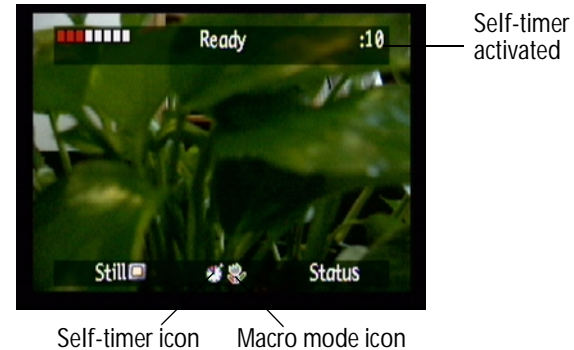 Ready :10
Self-timer
activated
Still Status
Self-timer icon Macro mode icon